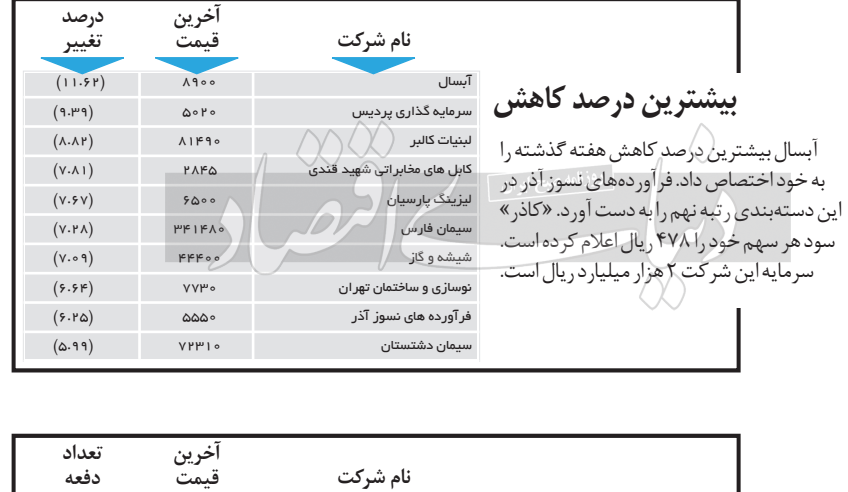 بیشترین درصد کاهش
آبسال بیشترین درصد کاهش هفته گذشته را
به خود اختصاص داد. فرآورده‌های نسوز آذر در
این دسته‌بندی رتبه نهم را به دست آورد. «کاذر»
سود هر سهم خود را ۴۷۸ ریال اعلام کرده است.
سرمایه این شرکت ۲ هزار میلیارد ریال است.
نام شرکت آخرین قیمت درصد تغییر
آبسال ۸۹۰۰ (۱۱.۶۲)
سرمایه گذاری پردیس ۵۰۲۰ (۹.۳۹)
لبنیات کالبر ۸۱۴۹۰ (۸.۸۲)
کابل های مخابراتی شهید قندی ۲۸۴۵ (۷.۸۱)
لیزینگ پارسیان ۶۵۰۰ (۷.۶۷)
سیمان فارس ۳۴۱۴۸۰ (۷.۲۸)
شیشه و گاز ۴۴۴۰۰ (۷.۰۹)
نوسازی و ساختمان تهران ۷۷۳۰ (۶.۶۴)
فرآورده های نسوز آذر ۵۵۵۰ (۶.۲۵)
سیمان دشتستان ۷۲۳۱۰ (۵.۹۹)
دنیای اقتصاد
نام شرکت آخرین قیمت تعداد دفعه